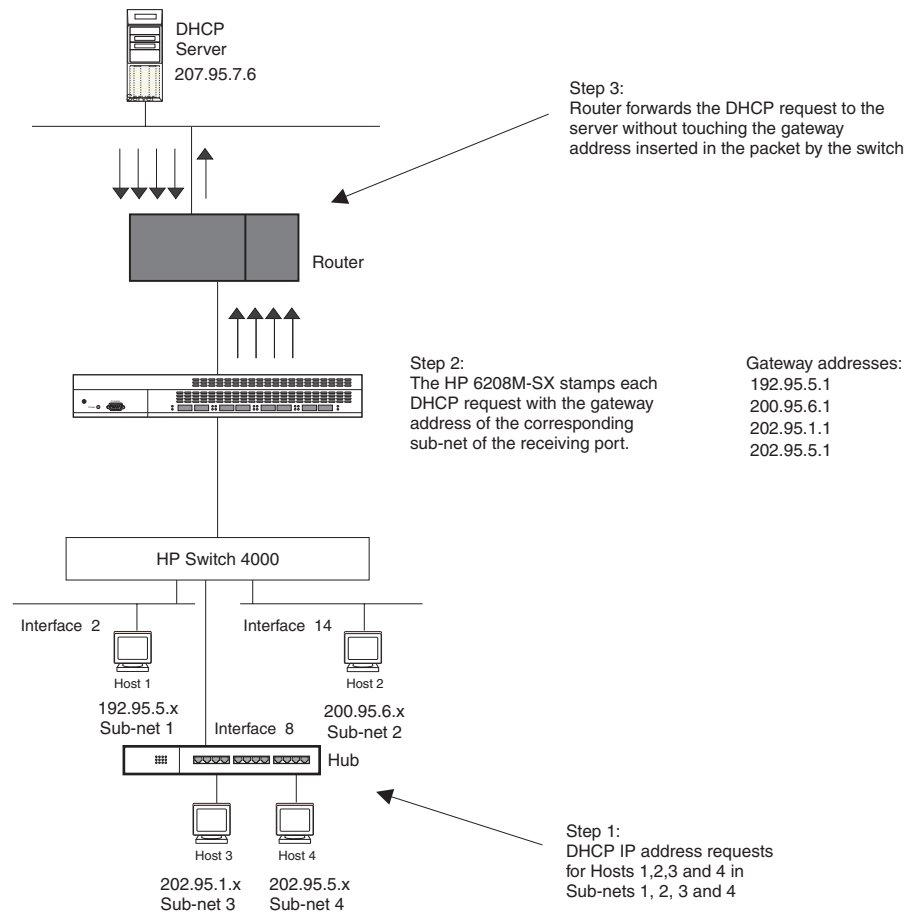 DHCP
Server
207.95.7.6
Server
Step 3:
Router forwards the DHCP request to the
server without touching the gateway
address inserted in the packet by the switch
Router
Step 2:
The HP 6208M-SX stamps each
DHCP request with the gateway
address of the corresponding
sub-net of the receiving port.
Gateway addresses:
192.95.5.1
200.95.6.1
202.95.1.1
202.95.5.1
HP Switch 4000
Interface 2
Interface 14
Host 1
Host 2
192.95.5.x
Sub-net 1
200.95.6.x
Sub-net 2
Interface 8
Hub
Host 3
Host 4
202.95.1.x
Sub-net 3
202.95.5.x
Sub-net 4
Step 1:
DHCP IP address requests
for Hosts 1,2,3 and 4 in
Sub-nets 1, 2, 3 and 4